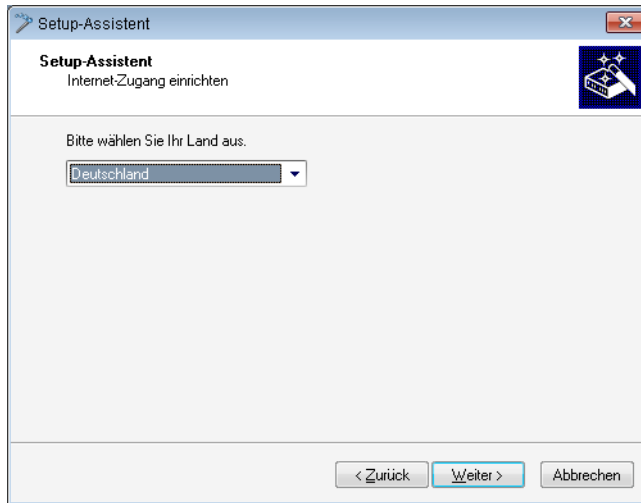 Setup-Assistent
Setup-Assistent
Internet-Zugang einrichten
Bitte wählen Sie Ihr Land aus.
Deutschland
< Zurück Weiter > Abbrechen